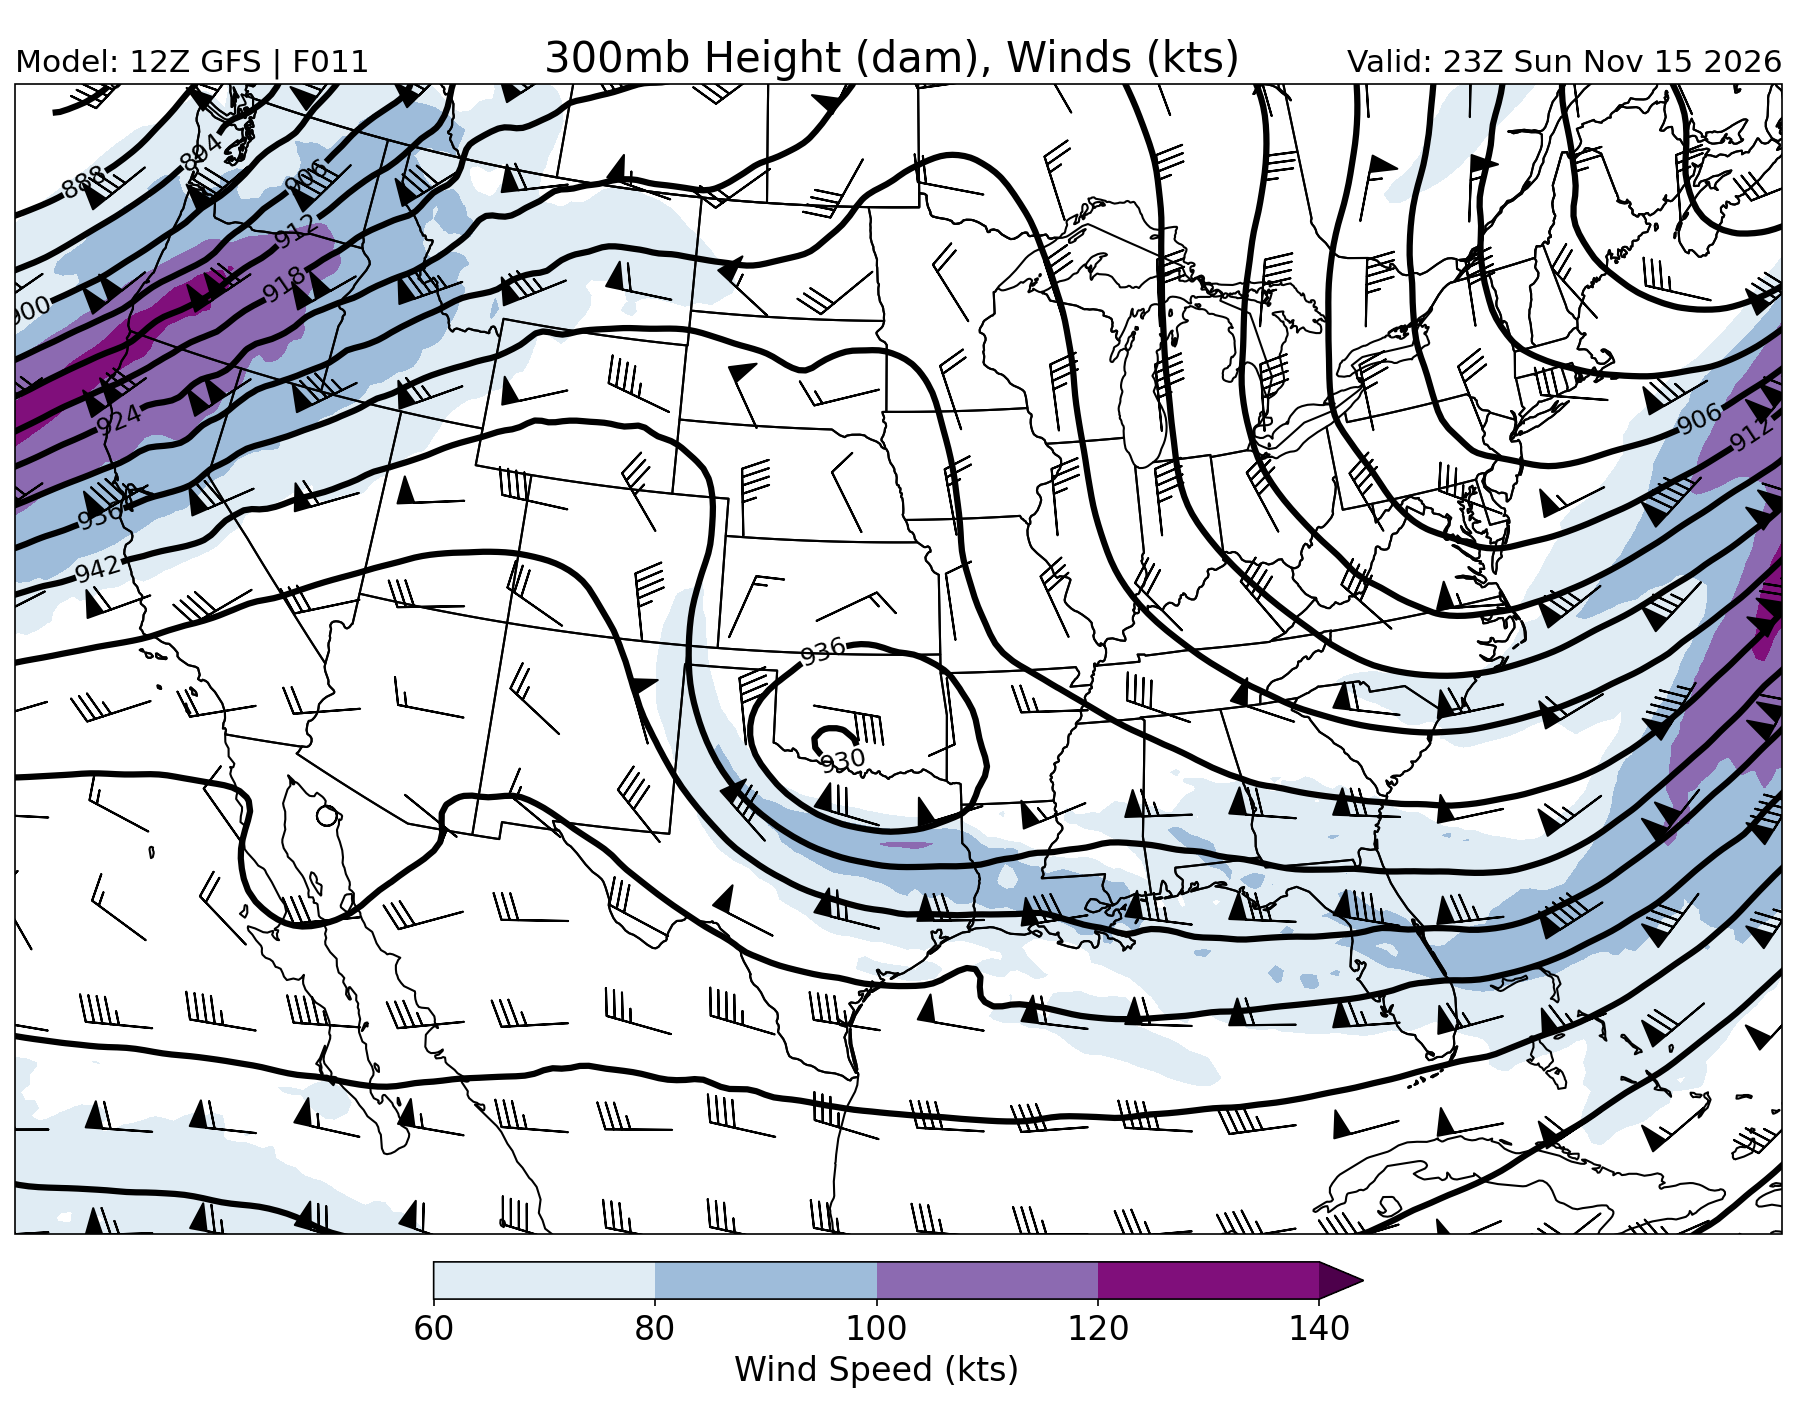 Model: 12Z GFS | F011
300mb Height (dam), Winds (kts)
Valid: 23Z Sun Nov 15 2026
888
894
906
912
918
900
924
936
942
906
912
936
930
60 80 100 120 140
Wind Speed (kts)